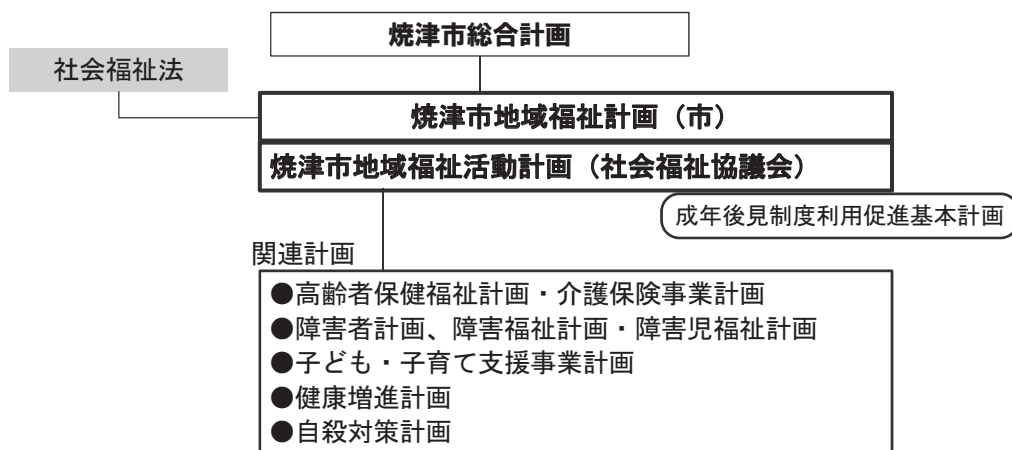 焼津市総合計画
社会福祉法
焼津市地域福祉計画（市）
焼津市地域福祉活動計画（社会福祉協議会）
成年後見制度利用促進基本計画
関連計画
●高齢者保健福祉計画・介護保険事業計画
●障害者計画、障害福祉計画・障害児福祉計画
●子ども・子育て支援事業計画
●健康増進計画
●自殺対策計画